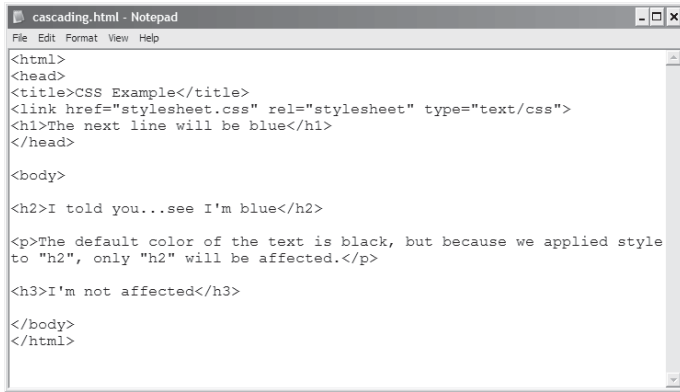 cascading.html - Notepad
File Edit Format View Help
<html>
<head>
<title>CSS Example</title>
<link href="stylesheet.css" rel="stylesheet" type="text/css">
<h1>The next line will be blue</h1>
</head>
<body>
<h2>I told you...see I'm blue</h2>
<p>The default color of the text is black, but because we applied style
to "h2", only "h2" will be affected.</p>
<h3>I'm not affected</h3>
</body>
</html>